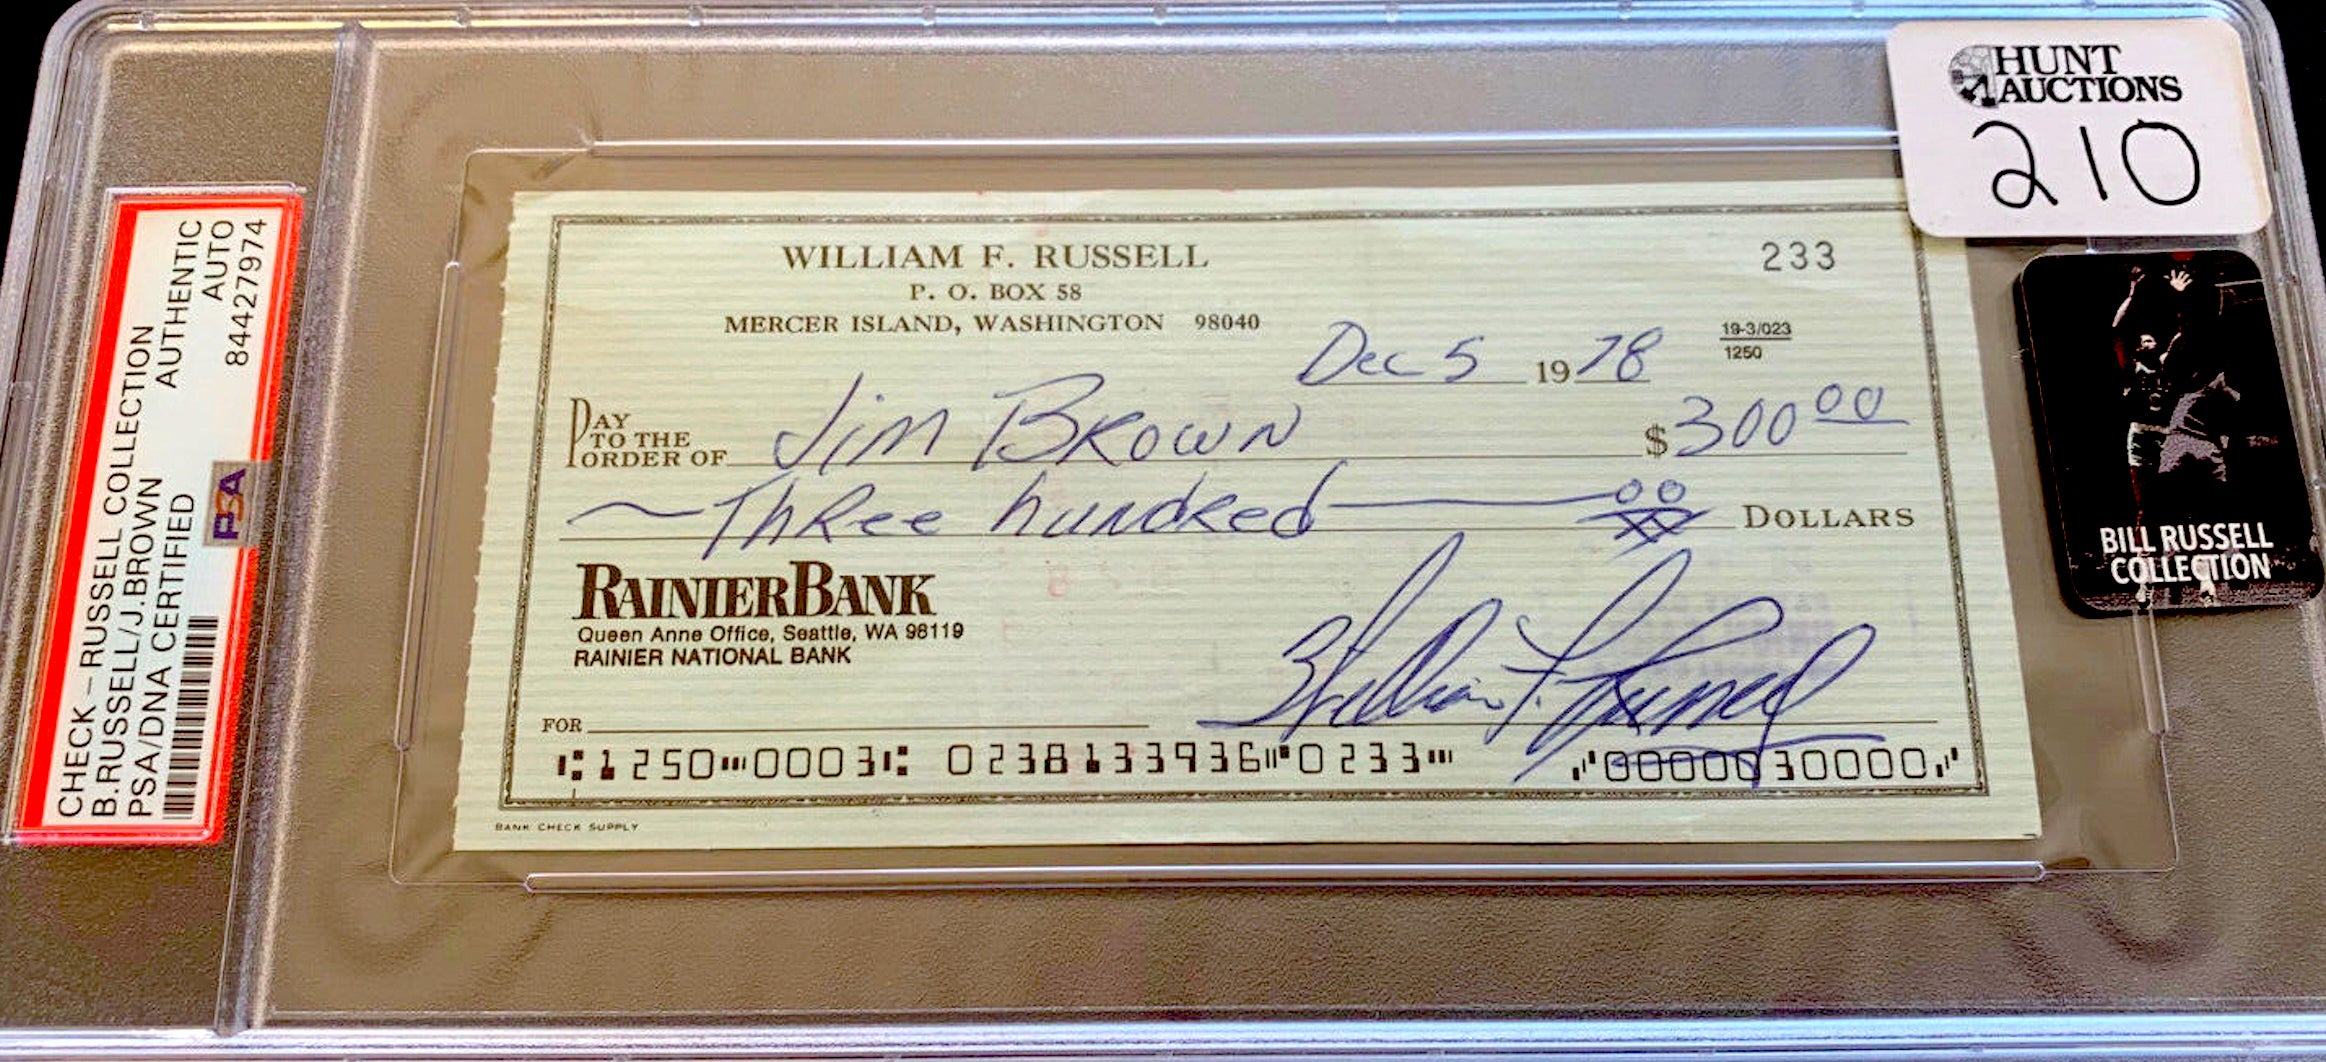 CHECK - RUSSELL COLLECTION
B.RUSSELL/J.BROWN AUTHENTIC
PSA/DNA CERTIFIED AUTO
84427974
PSA
HUNT
AUCTIONS
210
WILLIAM F. RUSSELL
233
P. O. BOX 58
MERCER ISLAND, WASHINGTON 98040
19-3/023
1250
Dec 5 1978
PAY
TO THE
ORDER OF Jim Brown $300 00
Three hundred 00 XX DOLLARS
RAINIERBANK
Queen Anne Office, Seattle, WA 98119
RAINIER NATIONAL BANK
William F. Russell
FOR
⑆1250⑉0003⑆ 0238133936⑈0233⑈ ⑇0000030000⑇
BANK CHECK SUPPLY
BILL RUSSELL
COLLECTION